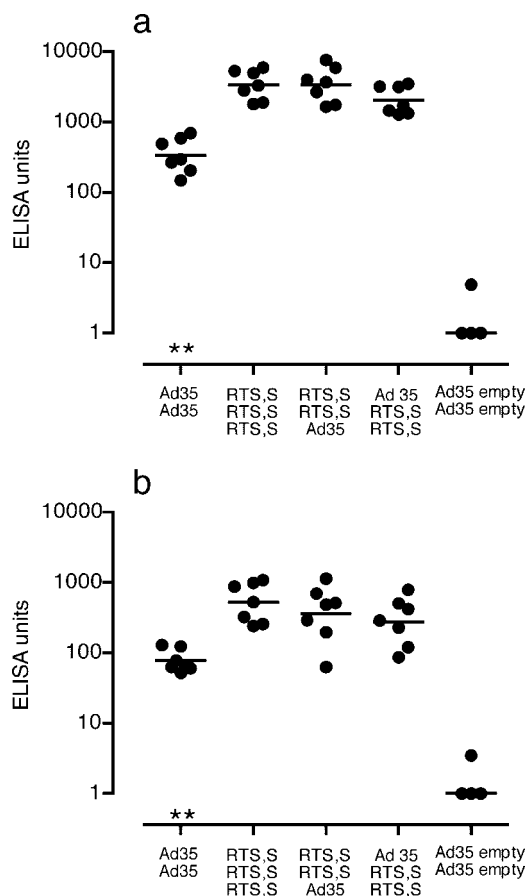 a
10000
1000
100
10
1
ELISA units
**
Ad35 RTS,S RTS,S Ad 35 Ad35 empty
Ad35 RTS,S RTS,S RTS,S Ad35 empty
RTS,S Ad35 RTS,S
b
10000
1000
100
10
1
ELISA units
**
Ad35 RTS,S RTS,S Ad 35 Ad35 empty
Ad35 RTS,S RTS,S RTS,S Ad35 empty
RTS,S Ad35 RTS,S